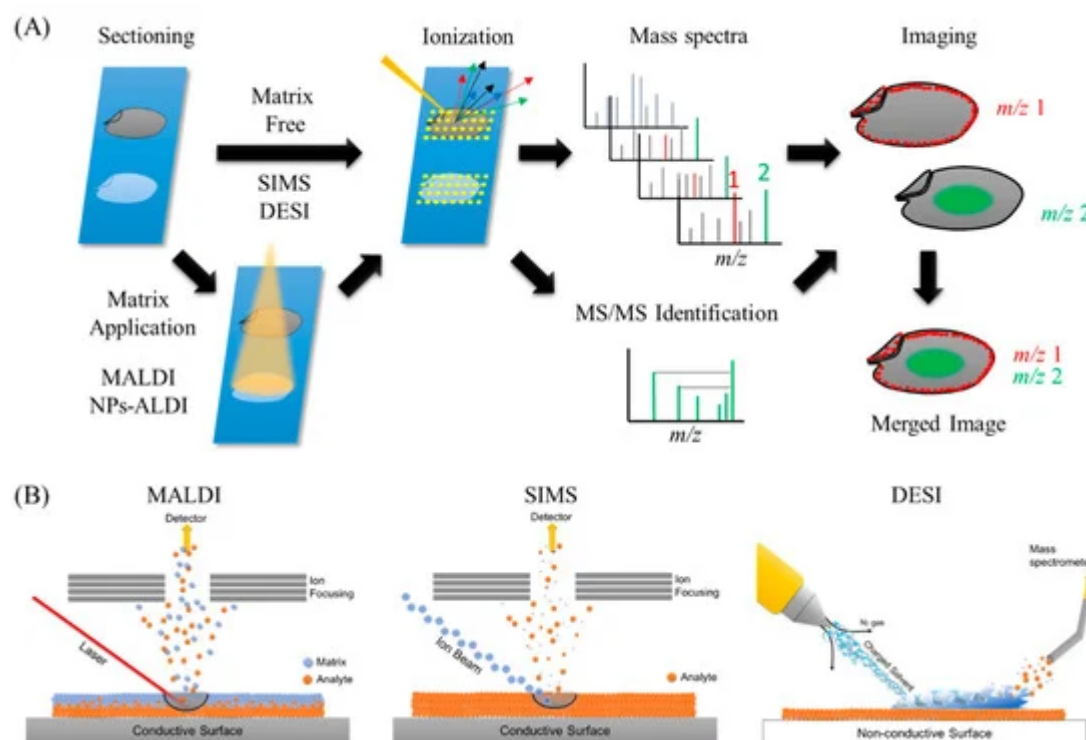 (A)
Sectioning
Ionization
Mass spectra
Imaging
Matrix
Free
SIMS
DESI
Matrix
Application
MALDI
NPs-ALDI
1
2
m/z
MS/MS Identification
m/z
m/z 1
m/z 2
m/z 1
m/z 2
Merged Image
(B)
MALDI
Detector
Ion
Focusing
Laser
Matrix
Analyte
Conductive Surface
SIMS
Detector
Ion
Focusing
Ion Beam
Analyte
Conductive Surface
DESI
Mass
spectromete
N₂ gas
Charged Solvent
Non-conductive Surface